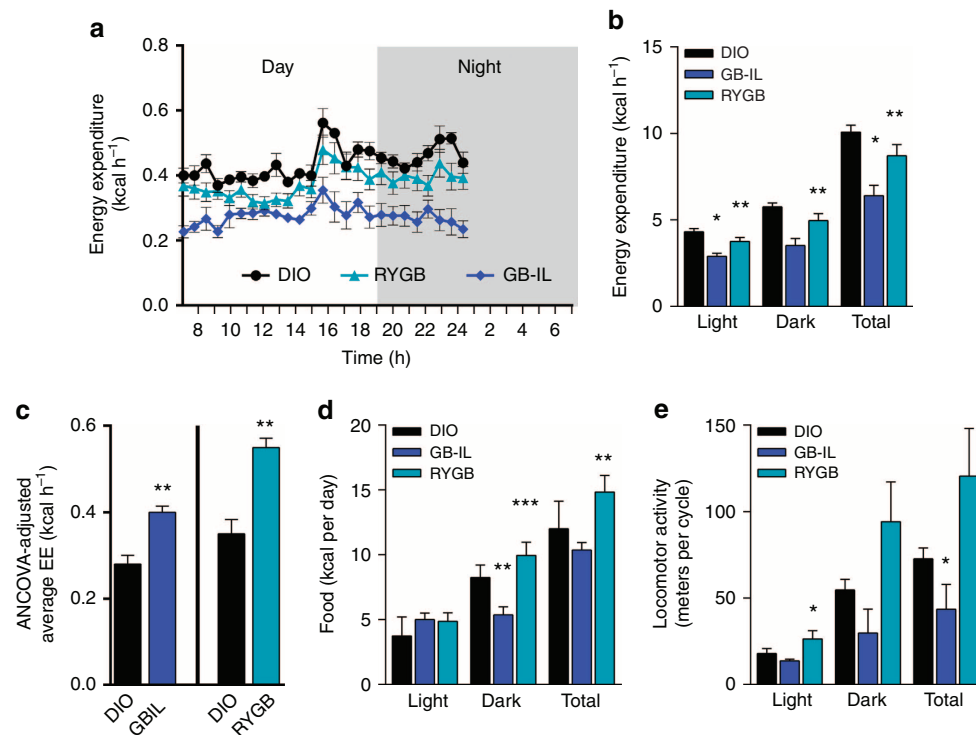 a
Energy expenditure
(kcal h⁻¹)
0.8
0.6
0.4
0.2
0.0
Day
Night
DIO
RYGB
GB-IL
8 10 12 14 16 18 20 22 24 2 4 6
Time (h)
b
Energy expenditure (kcal h⁻¹)
15
10
5
0
DIO
GB-IL
RYGB
* ** ** * **
Light Dark Total
c
ANCOVA-adjusted
average EE (kcal h⁻¹)
0.6
0.4
0.2
0.0
** **
DIO
GBIL
DIO
RYGB
d
Food (kcal per day)
20
15
10
5
0
DIO
GB-IL
RYGB
** *** **
Light Dark Total
e
Locomotor activity
(meters per cycle)
150
100
50
0
DIO
GB-IL
RYGB
* *
Light Dark Total